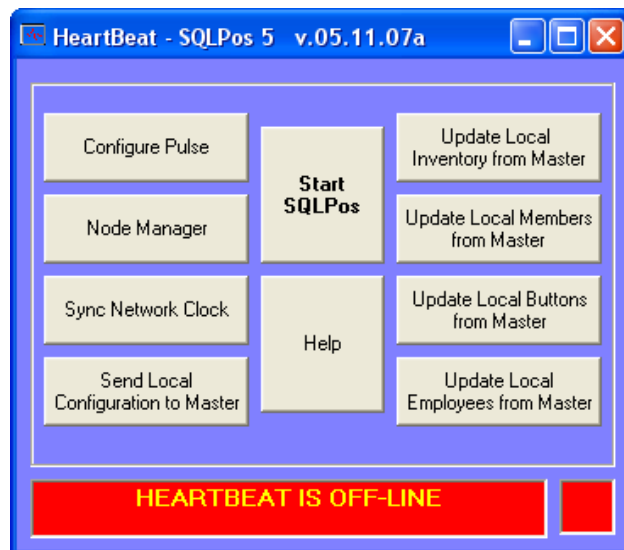 HeartBeat - SQLPos 5   v.05.11.07a
Configure Pulse
Node Manager
Sync Network Clock
Send Local
Configuration to Master
Start
SQLPos
Help
Update Local
Inventory from Master
Update Local Members
from Master
Update Local Buttons
from Master
Update Local
Employees from Master
HEARTBEAT IS OFF-LINE